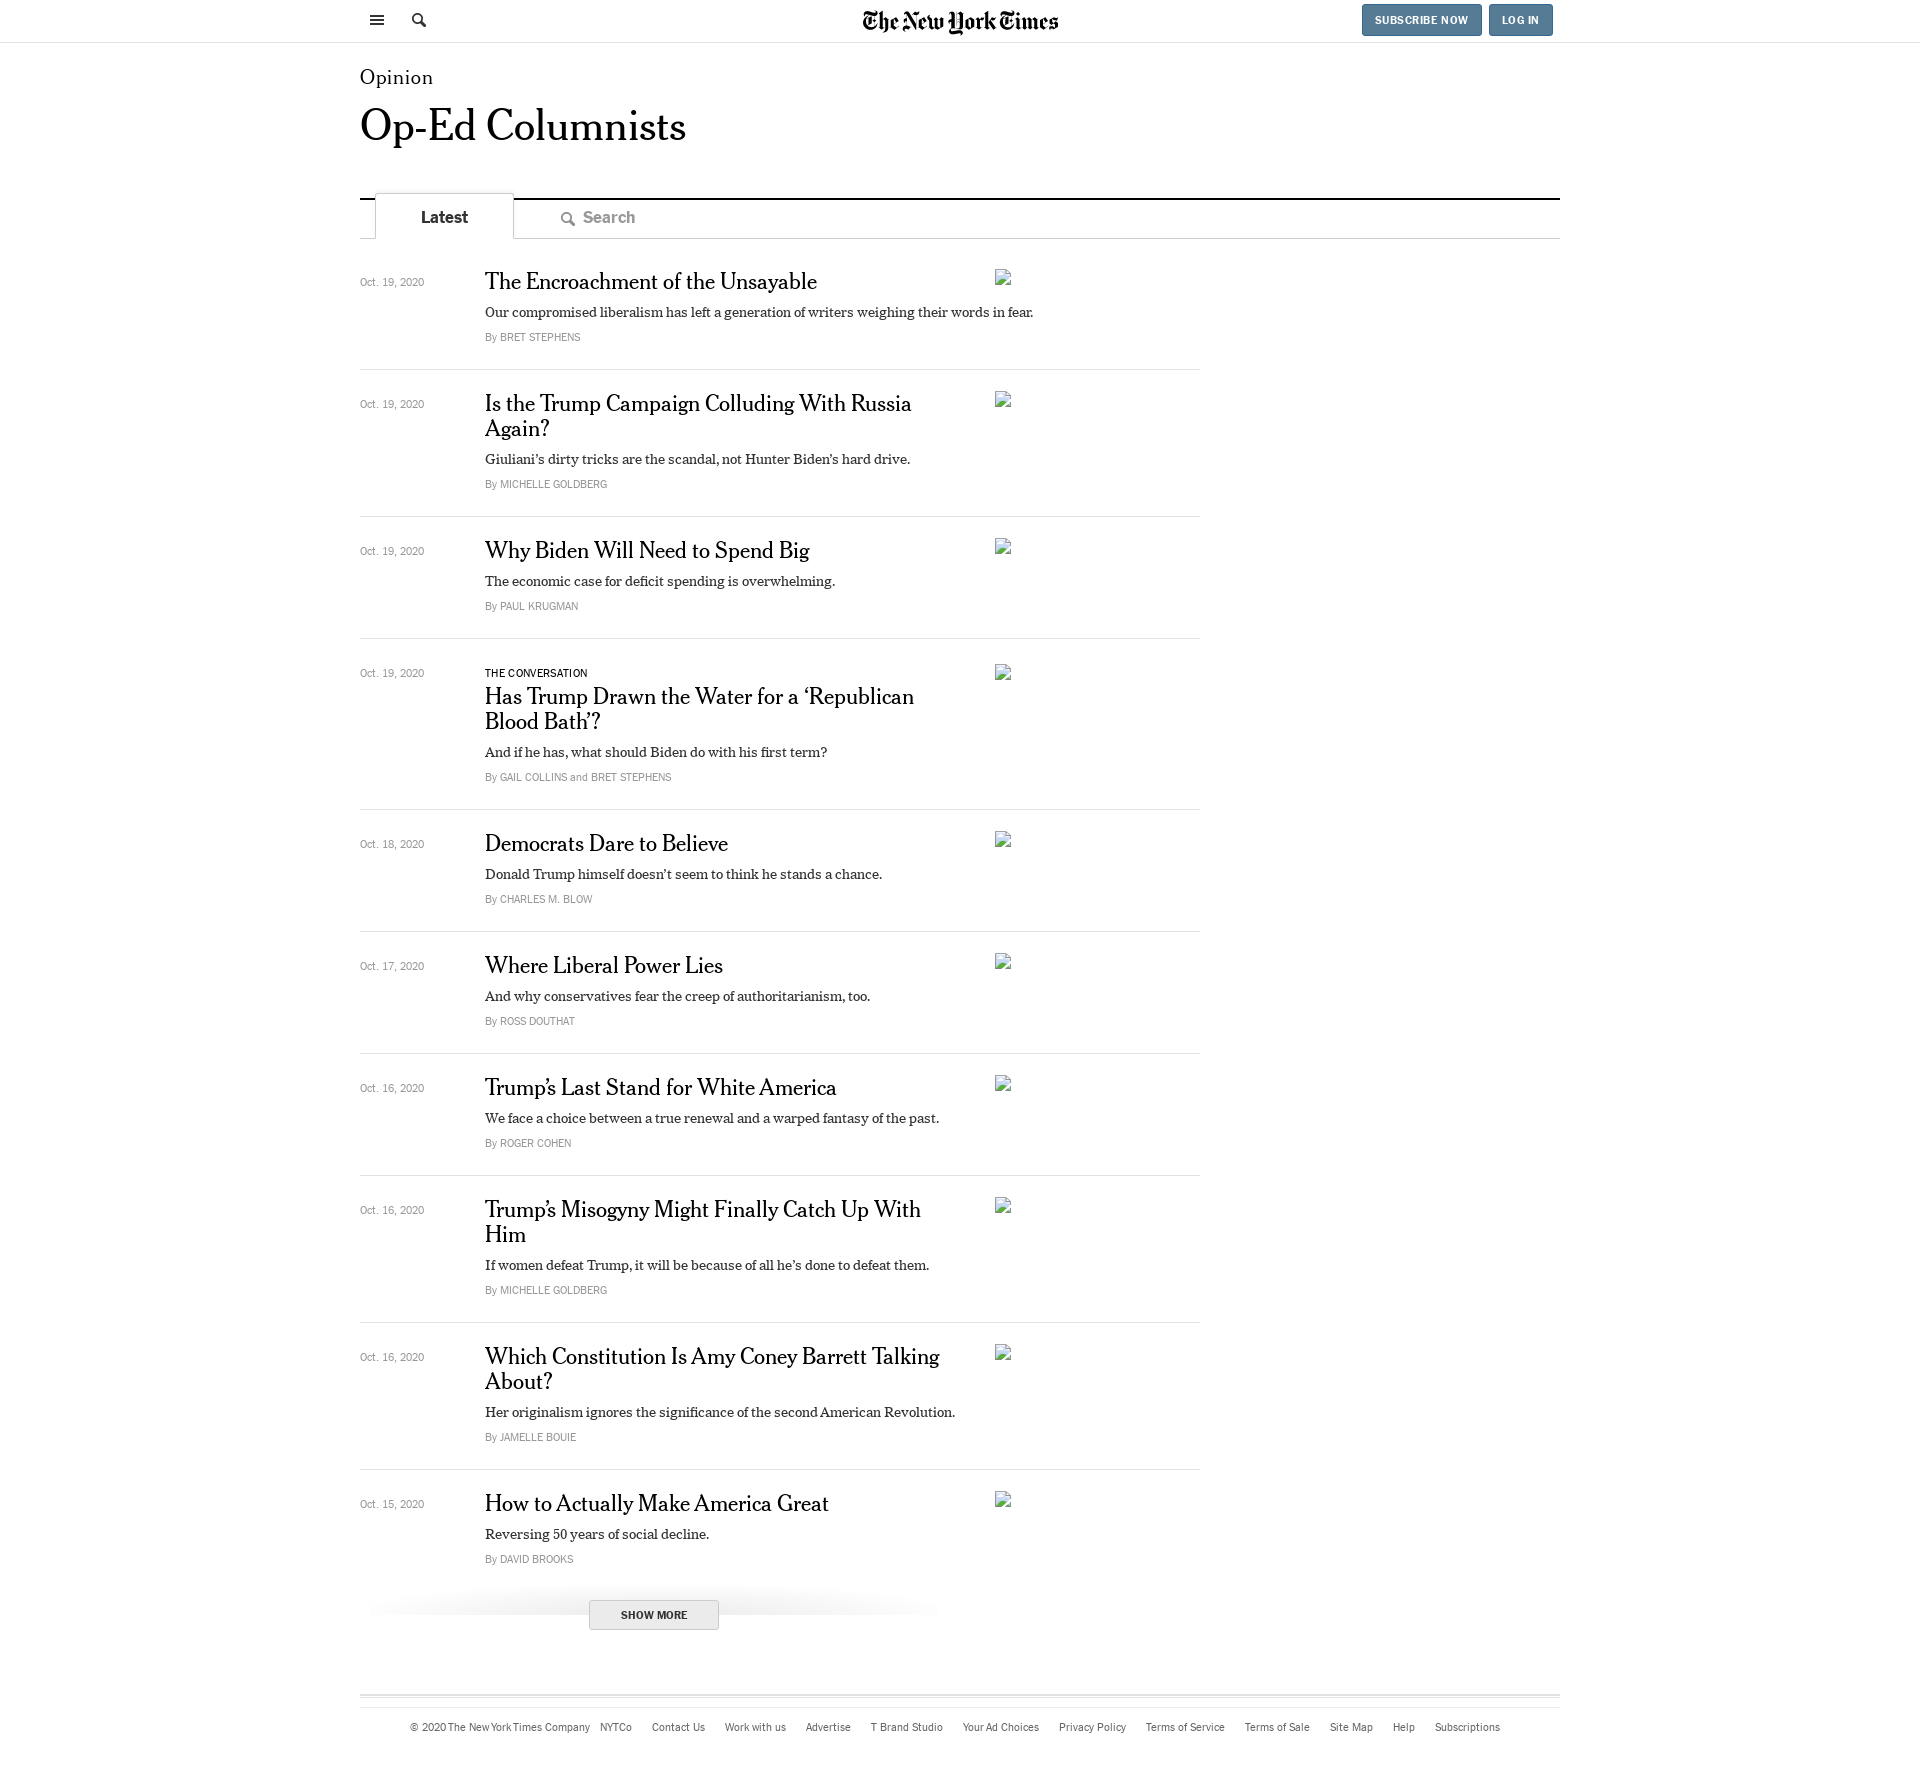 The New York Times
SUBSCRIBE NOW
LOG IN
Opinion
Op-Ed Columnists
Latest
Search
Oct. 19, 2020
The Encroachment of the Unsayable
Our compromised liberalism has left a generation of writers weighing their words in fear.
By BRET STEPHENS
Oct. 19, 2020
Is the Trump Campaign Colluding With Russia
Again?
Giuliani’s dirty tricks are the scandal, not Hunter Biden’s hard drive.
By MICHELLE GOLDBERG
Oct. 19, 2020
Why Biden Will Need to Spend Big
The economic case for deficit spending is overwhelming.
By PAUL KRUGMAN
Oct. 19, 2020
THE CONVERSATION
Has Trump Drawn the Water for a ‘Republican
Blood Bath’?
And if he has, what should Biden do with his first term?
By GAIL COLLINS and BRET STEPHENS
Oct. 18, 2020
Democrats Dare to Believe
Donald Trump himself doesn’t seem to think he stands a chance.
By CHARLES M. BLOW
Oct. 17, 2020
Where Liberal Power Lies
And why conservatives fear the creep of authoritarianism, too.
By ROSS DOUTHAT
Oct. 16, 2020
Trump’s Last Stand for White America
We face a choice between a true renewal and a warped fantasy of the past.
By ROGER COHEN
Oct. 16, 2020
Trump’s Misogyny Might Finally Catch Up With
Him
If women defeat Trump, it will be because of all he’s done to defeat them.
By MICHELLE GOLDBERG
Oct. 16, 2020
Which Constitution Is Amy Coney Barrett Talking
About?
Her originalism ignores the significance of the second American Revolution.
By JAMELLE BOUIE
Oct. 15, 2020
How to Actually Make America Great
Reversing 50 years of social decline.
By DAVID BROOKS
SHOW MORE
© 2020 The New York Times Company NYTCo Contact Us Work with us Advertise T Brand Studio Your Ad Choices Privacy Policy Terms of Service Terms of Sale Site Map Help Subscriptions